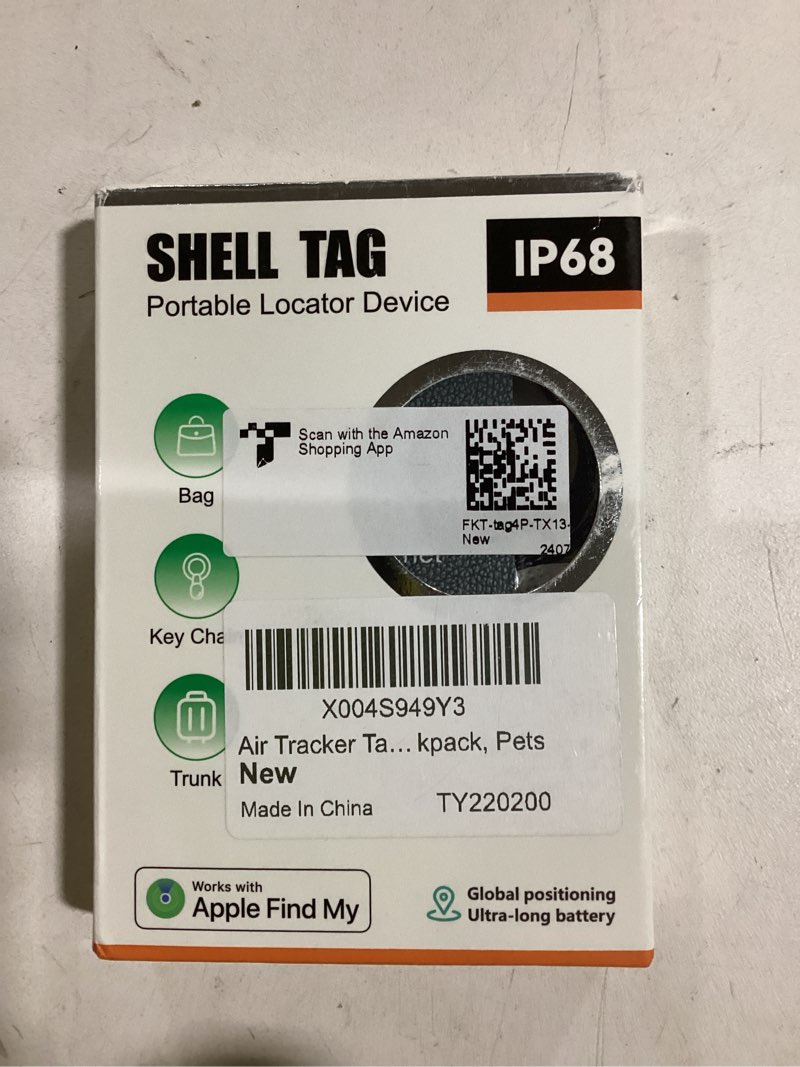 SHELL TAG
IP68
Portable Locator Device
Scan with the Amazon
Shopping App
Bag
FKT-tag4P-TX13-
New
2407
Key Cha
X004S949Y3
Air Tracker Ta... kpack, Pets
Trunk
New
Made In China
TY220200
Works with
Apple Find My
Global positioning
Ultra-long battery